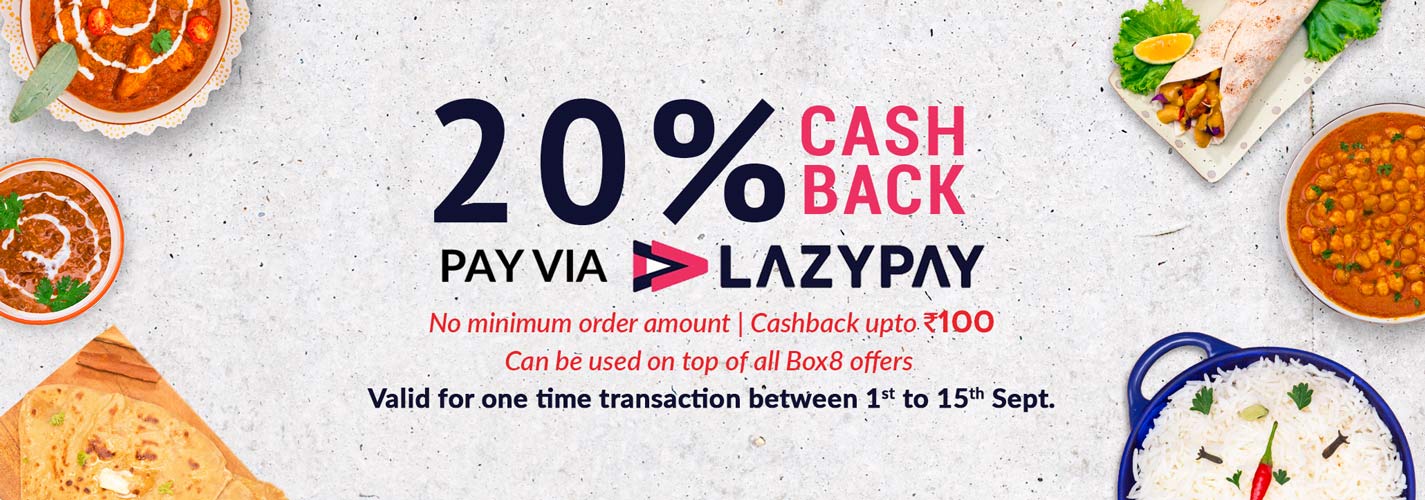 20% CASH BACK
PAY VIA LAZYPAY
No minimum order amount | Cashback upto ₹100
Can be used on top of all Box8 offers
Valid for one time transaction between 1st to 15th Sept.